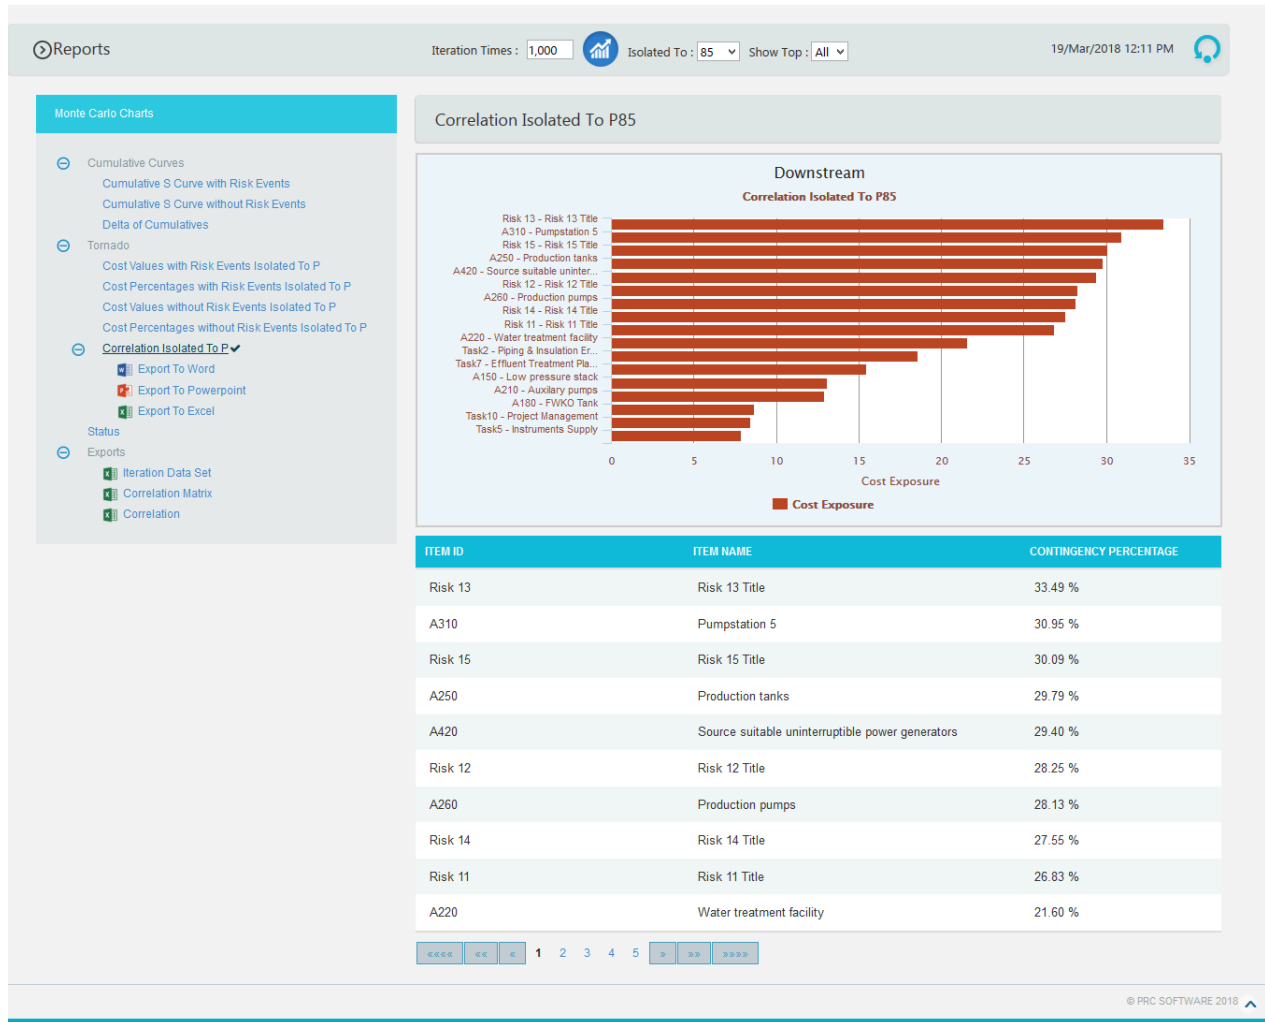 Reports
Iteration Times : 1,000 Isolated To : 85 Show Top : All
19/Mar/2018 12:11 PM
Monte Carlo Charts
Cumulative Curves
Cumulative S Curve with Risk Events
Cumulative S Curve without Risk Events
Delta of Cumulatives
Tornado
Cost Values with Risk Events Isolated To P
Cost Percentages with Risk Events Isolated To P
Cost Values without Risk Events Isolated To P
Cost Percentages without Risk Events Isolated To P
Correlation Isolated To P
Export To Word
Export To Powerpoint
Export To Excel
Status
Exports
Iteration Data Set
Correlation Matrix
Correlation
Correlation Isolated To P85
Downstream
Correlation Isolated To P85
Risk 13 - Risk 13 Title
A310 - Pumpstation 5
Risk 15 - Risk 15 Title
A250 - Production tanks
A420 - Source suitable uninter...
Risk 12 - Risk 12 Title
A260 - Production pumps
Risk 14 - Risk 14 Title
Risk 11 - Risk 11 Title
A220 - Water treatment facility
Task2 - Piping & Insulation Er...
Task7 - Effluent Treatment Pla...
A150 - Low pressure stack
A210 - Auxilary pumps
A180 - FWKO Tank
Task10 - Project Management
Task5 - Instruments Supply
0 5 10 15 20 25 30 35
Cost Exposure
Cost Exposure
ITEM ID ITEM NAME CONTINGENCY PERCENTAGE
Risk 13 Risk 13 Title 33.49 %
A310 Pumpstation 5 30.95 %
Risk 15 Risk 15 Title 30.09 %
A250 Production tanks 29.79 %
A420 Source suitable uninterruptible power generators 29.40 %
Risk 12 Risk 12 Title 28.25 %
A260 Production pumps 28.13 %
Risk 14 Risk 14 Title 27.55 %
Risk 11 Risk 11 Title 26.83 %
A220 Water treatment facility 21.60 %
«««« «« « 1 2 3 4 5 » »» »»»»
© PRC SOFTWARE 2018